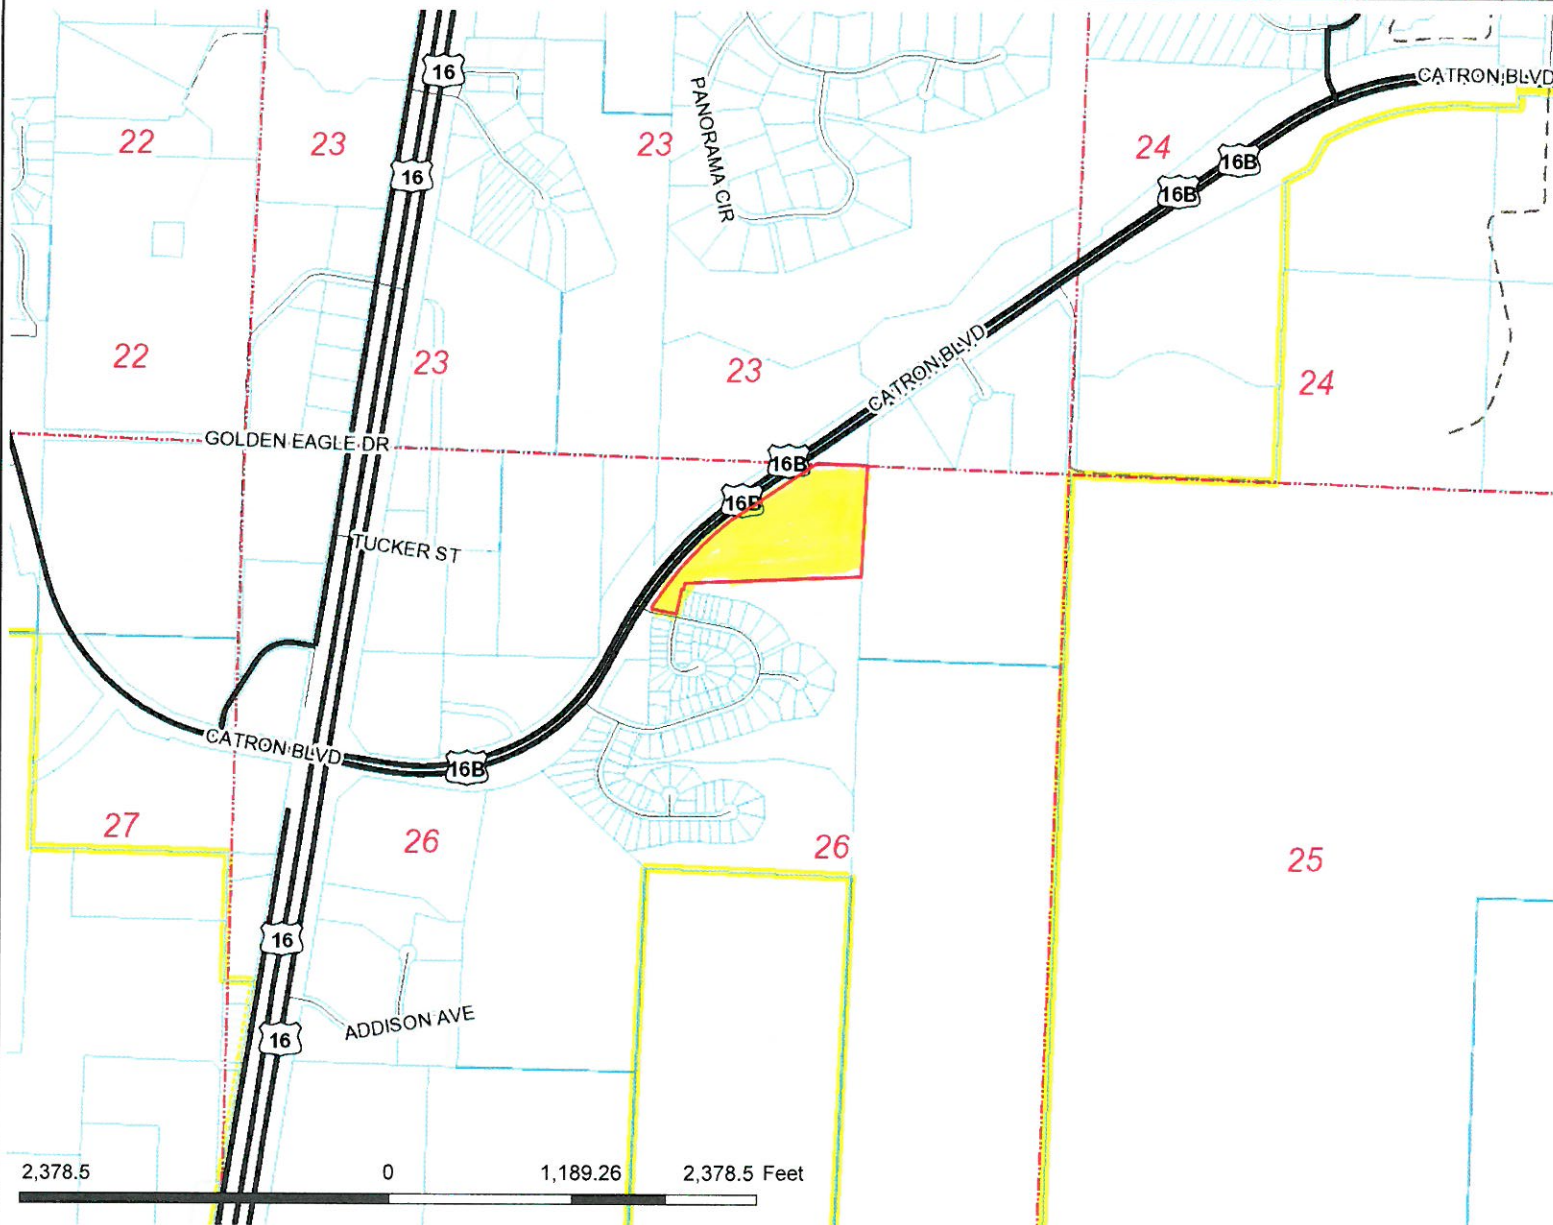 16
CATRON BLVD
22
23
23
PANORAMA CIR
24
16B
16B
16
22
23
23
CATRON BLVD
24
GOLDEN EAGLE DR
16B
16B
TUCKER ST
CATRON BLVD
16B
27
26
26
25
16
ADDISON AVE
16
2,378.5 0 1,189.26 2,378.5 Feet